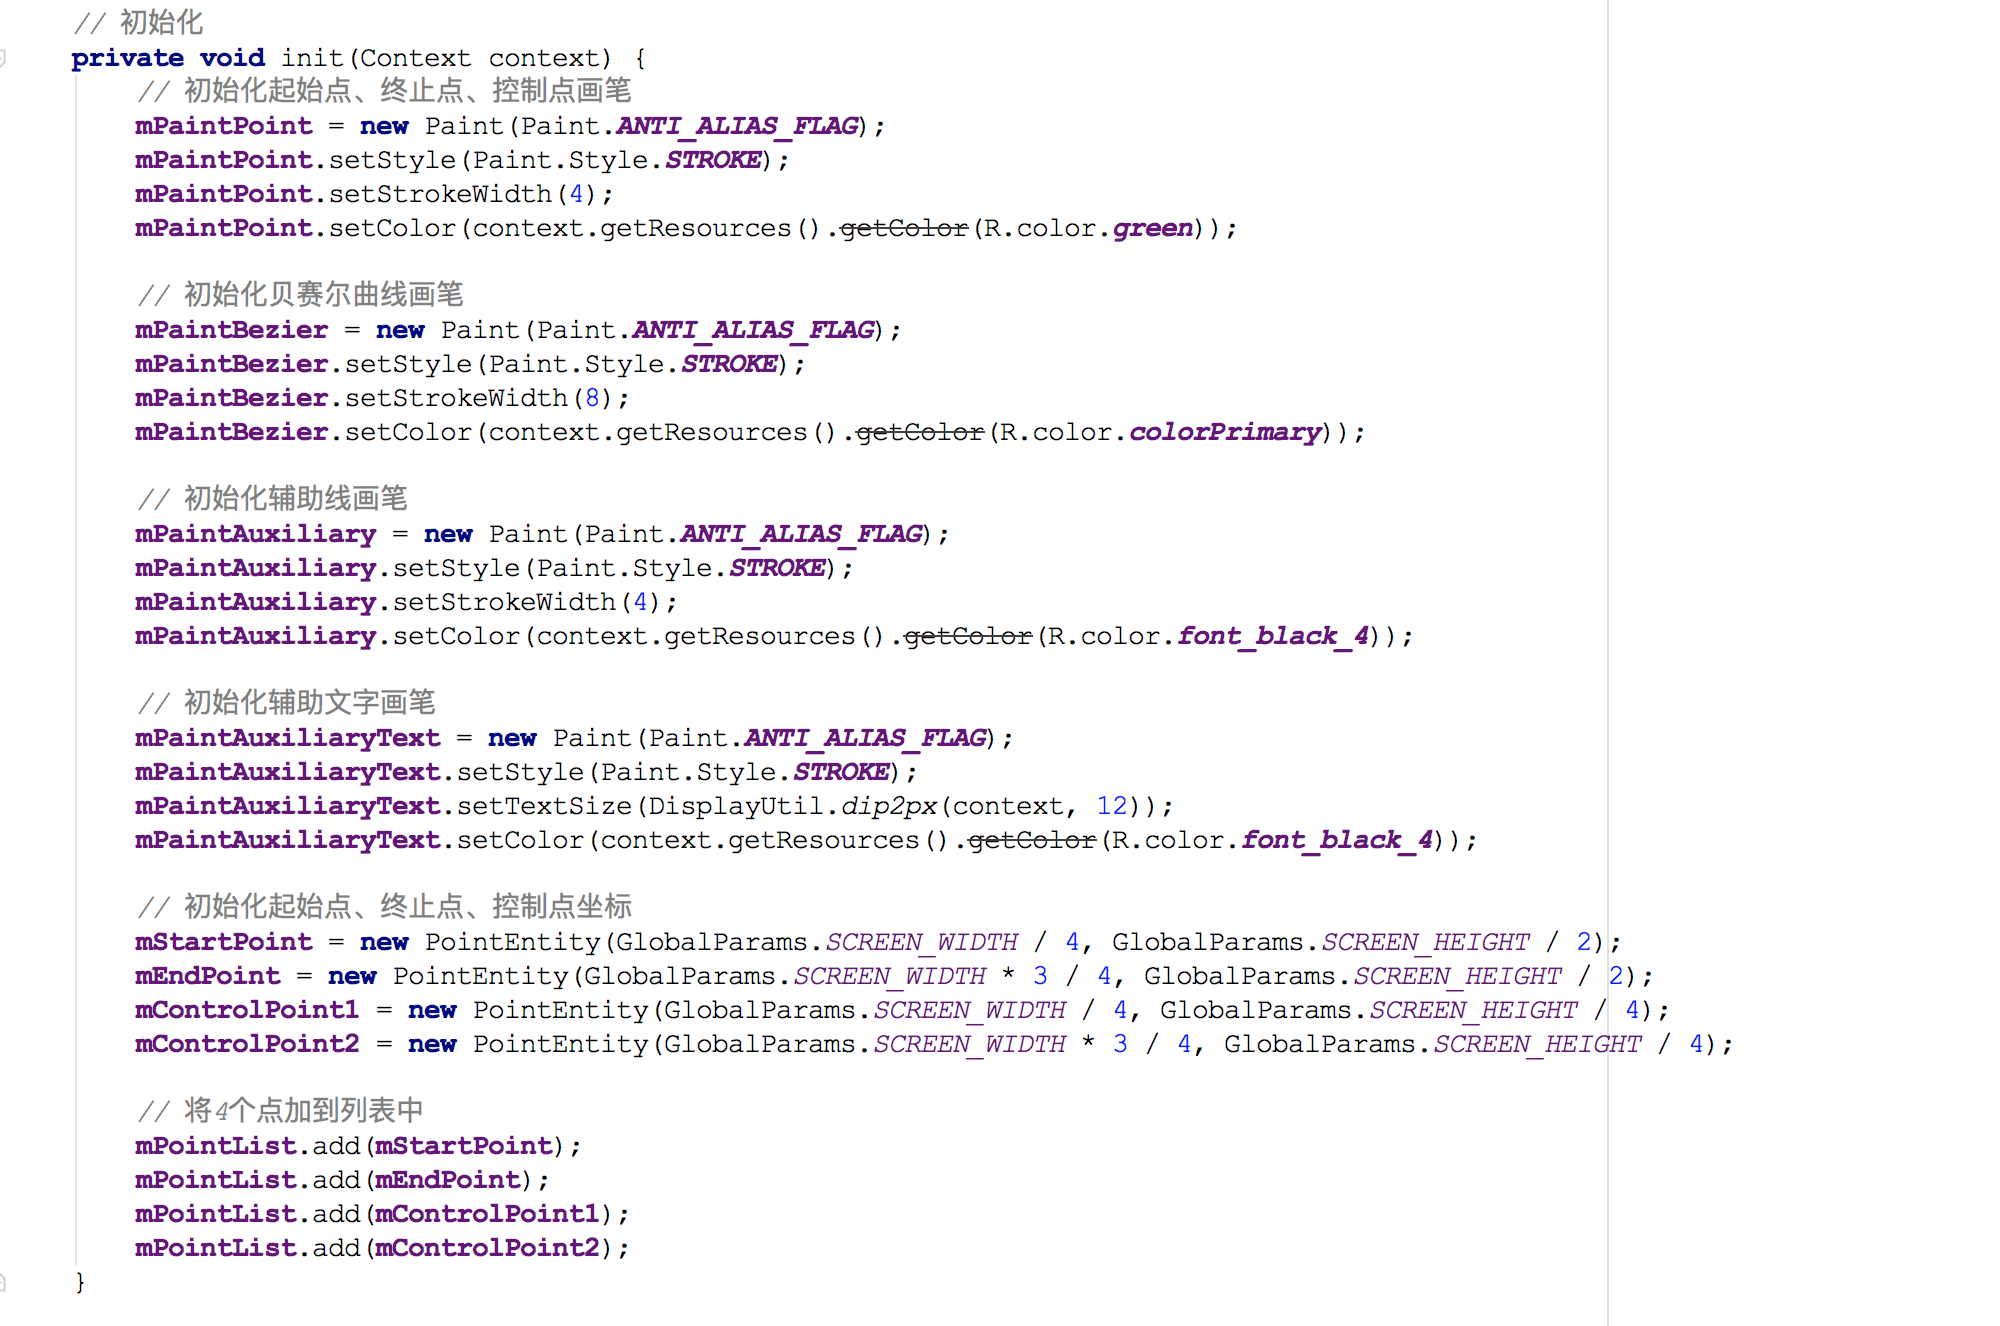 // 初始化
private void init(Context context) {
// 初始化起始点、终止点、控制点画笔
mPaintPoint = new Paint(Paint.ANTI_ALIAS_FLAG);
mPaintPoint.setStyle(Paint.Style.STROKE);
mPaintPoint.setStrokeWidth(4);
mPaintPoint.setColor(context.getResources().getColor(R.color.green));
// 初始化贝赛尔曲线画笔
mPaintBezier = new Paint(Paint.ANTI_ALIAS_FLAG);
mPaintBezier.setStyle(Paint.Style.STROKE);
mPaintBezier.setStrokeWidth(8);
mPaintBezier.setColor(context.getResources().getColor(R.color.colorPrimary));
// 初始化辅助线画笔
mPaintAuxiliary = new Paint(Paint.ANTI_ALIAS_FLAG);
mPaintAuxiliary.setStyle(Paint.Style.STROKE);
mPaintAuxiliary.setStrokeWidth(4);
mPaintAuxiliary.setColor(context.getResources().getColor(R.color.font_black_4));
// 初始化辅助文字画笔
mPaintAuxiliaryText = new Paint(Paint.ANTI_ALIAS_FLAG);
mPaintAuxiliaryText.setStyle(Paint.Style.STROKE);
mPaintAuxiliaryText.setTextSize(DisplayUtil.dip2px(context, 12));
mPaintAuxiliaryText.setColor(context.getResources().getColor(R.color.font_black_4));
// 初始化起始点、终止点、控制点坐标
mStartPoint = new PointEntity(GlobalParams.SCREEN_WIDTH / 4, GlobalParams.SCREEN_HEIGHT / 2);
mEndPoint = new PointEntity(GlobalParams.SCREEN_WIDTH * 3 / 4, GlobalParams.SCREEN_HEIGHT / 2);
mControlPoint1 = new PointEntity(GlobalParams.SCREEN_WIDTH / 4, GlobalParams.SCREEN_HEIGHT / 4);
mControlPoint2 = new PointEntity(GlobalParams.SCREEN_WIDTH * 3 / 4, GlobalParams.SCREEN_HEIGHT / 4);
// 将4个点加到列表中
mPointList.add(mStartPoint);
mPointList.add(mEndPoint);
mPointList.add(mControlPoint1);
mPointList.add(mControlPoint2);
}